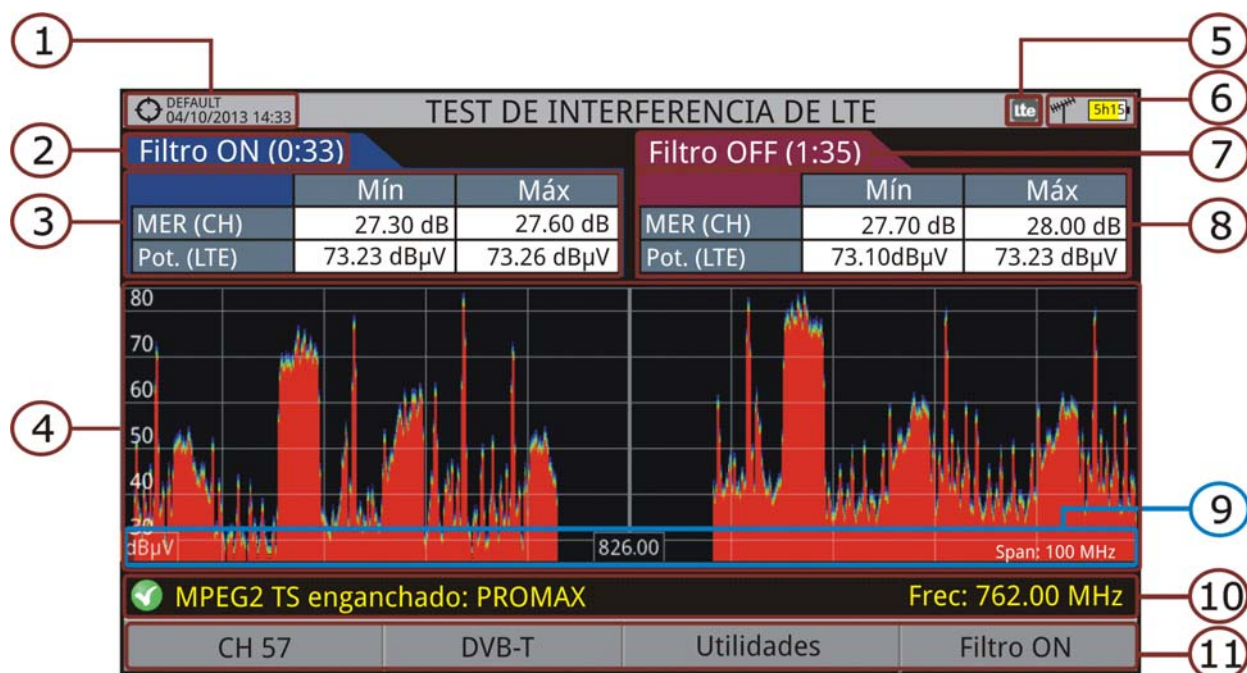 1
5
DEFAULT
04/10/2013 14:33
TEST DE INTERFERENCIA DE LTE
lte
5h15
6
2
Filtro ON (0:33)
Filtro OFF (1:35)
7
3
Mín Máx
MER (CH) 27.30 dB 27.60 dB
Pot. (LTE) 73.23 dBµV 73.26 dBµV
Mín Máx
MER (CH) 27.70 dB 28.00 dB
Pot. (LTE) 73.10dBµV 73.23 dBµV
8
80
70
60
4
50
40
30
9
dBµV
826.00
Span: 100 MHz
MPEG2 TS enganchado: PROMAX
Frec: 762.00 MHz
10
CH 57
DVB-T
Utilidades
Filtro ON
11